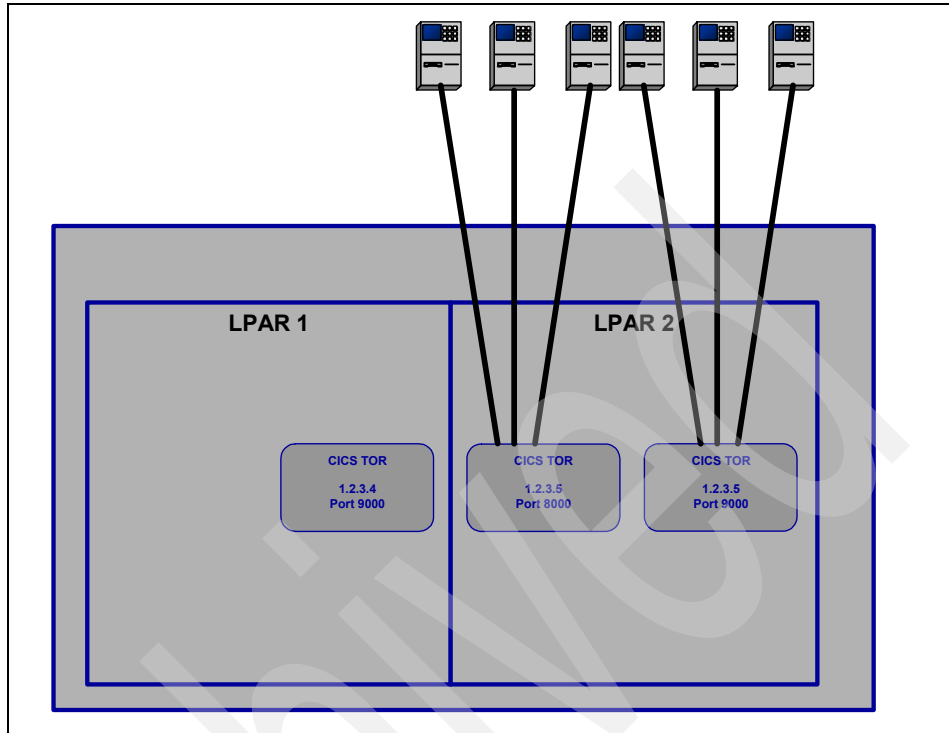 LPAR 1
LPAR 2
CICS TOR
1.2.3.4
Port 9000
CICS TOR
1.2.3.5
Port 8000
CICS TOR
1.2.3.5
Port 9000
hived